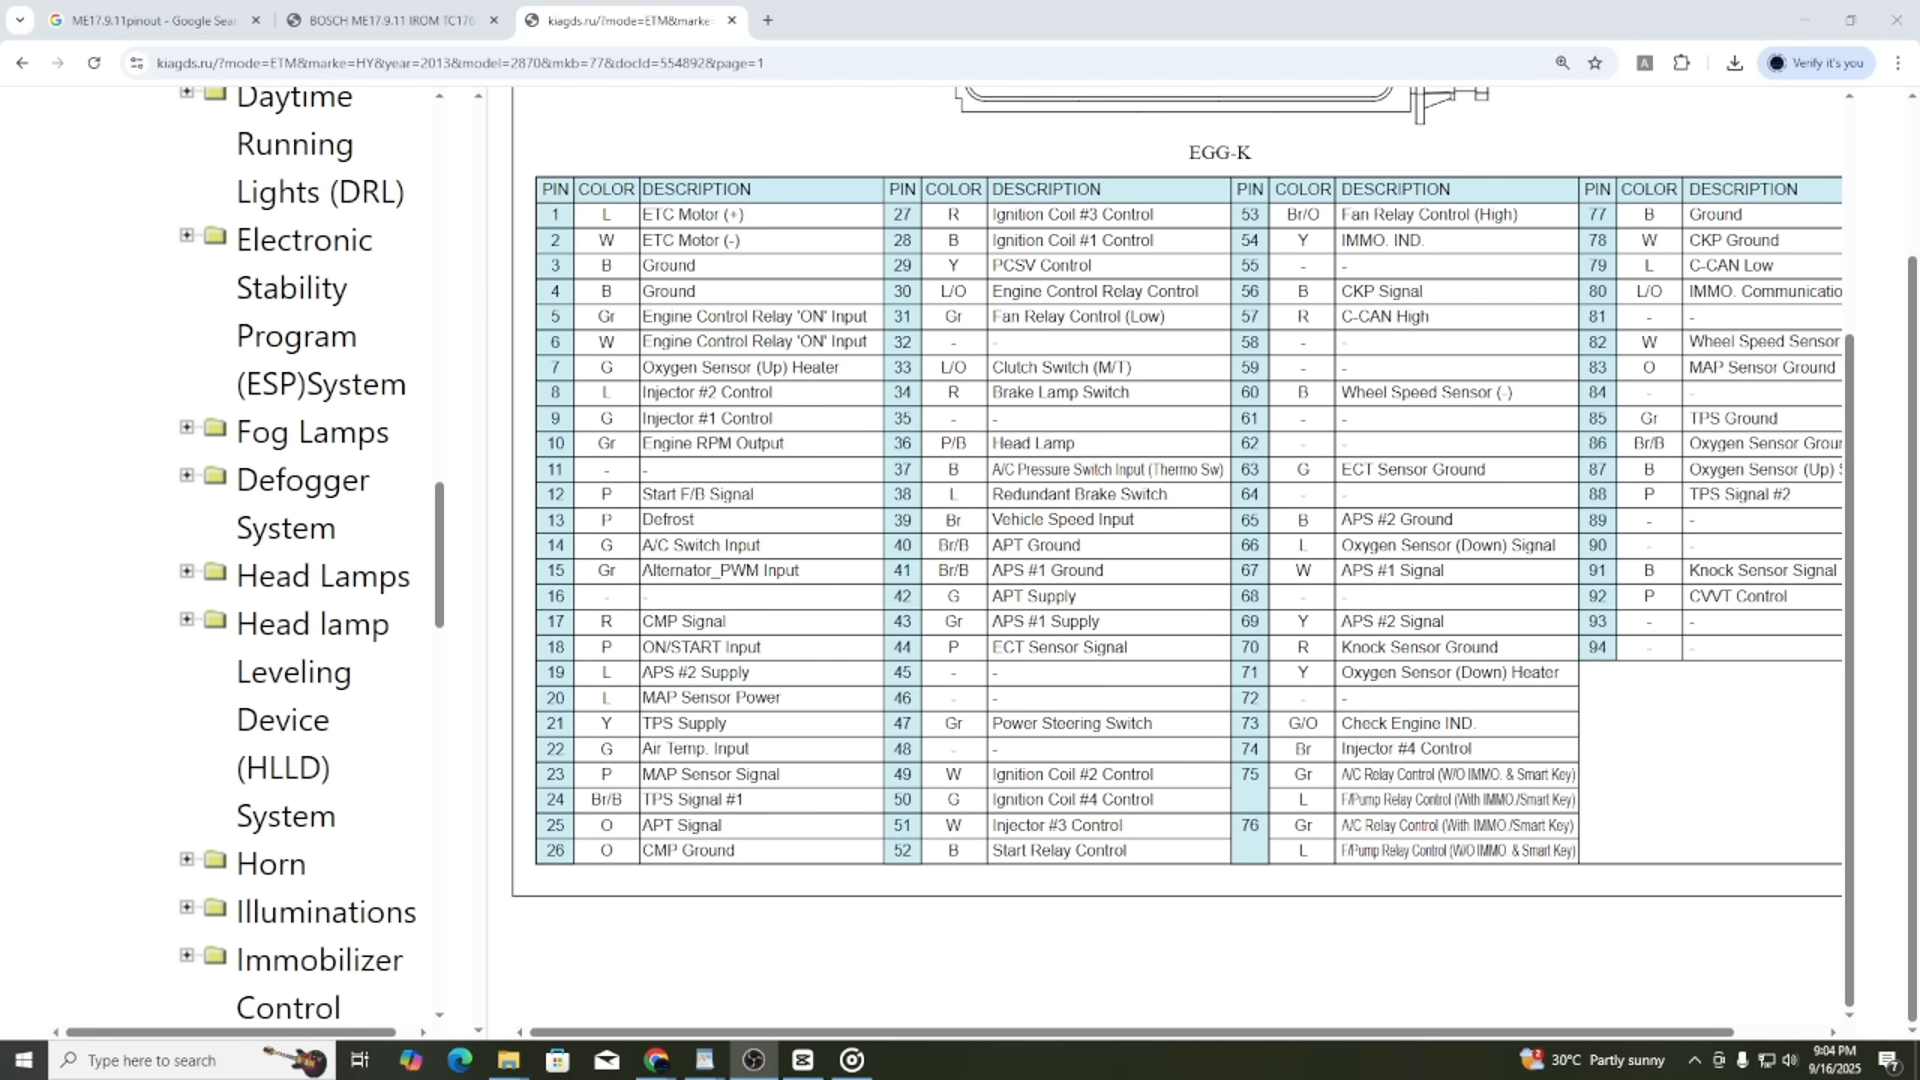 ME17.9.11pinout - Google Sear
BOSCH ME17.9.11 IROM TC176
kiagds.ru/?mode=ETM&marke=
kiagds.ru/?mode=ETM&marke=HY&year=2013&model=2870&mkb=77&docId=554892&page=1
Verify it's you
Daytime
Running
Lights (DRL)
Electronic
Stability
Program
(ESP)System
Fog Lamps
Defogger
System
Head Lamps
Head lamp
Leveling
Device
(HLLD)
System
Horn
Illuminations
Immobilizer
Control
EGG-K
PIN COLOR DESCRIPTION PIN COLOR DESCRIPTION PIN COLOR DESCRIPTION PIN COLOR DESCRIPTION
1 L ETC Motor (+) 27 R Ignition Coil #3 Control 53 Br/O Fan Relay Control (High) 77 B Ground
2 W ETC Motor (-) 28 B Ignition Coil #1 Control 54 Y IMMO. IND. 78 W CKP Ground
3 B Ground 29 Y PCSV Control 55 - - 79 L C-CAN Low
4 B Ground 30 L/O Engine Control Relay Control 56 B CKP Signal 80 L/O IMMO. Communicatio
5 Gr Engine Control Relay 'ON' Input 31 Gr Fan Relay Control (Low) 57 R C-CAN High 81 - -
6 W Engine Control Relay 'ON' Input 32 - - 58 - - 82 W Wheel Speed Sensor
7 G Oxygen Sensor (Up) Heater 33 L/O Clutch Switch (M/T) 59 - - 83 O MAP Sensor Ground
8 L Injector #2 Control 34 R Brake Lamp Switch 60 B Wheel Speed Sensor (-) 84 - -
9 G Injector #1 Control 35 - - 61 - - 85 Gr TPS Ground
10 Gr Engine RPM Output 36 P/B Head Lamp 62 - - 86 Br/B Oxygen Sensor Grour
11 - - 37 B A/C Pressure Switch Input (Thermo Sw) 63 G ECT Sensor Ground 87 B Oxygen Sensor (Up) S
12 P Start F/B Signal 38 L Redundant Brake Switch 64 - - 88 P TPS Signal #2
13 P Defrost 39 Br Vehicle Speed Input 65 B APS #2 Ground 89 - -
14 G A/C Switch Input 40 Br/B APT Ground 66 L Oxygen Sensor (Down) Signal 90 - -
15 Gr Alternator_PWM Input 41 Br/B APS #1 Ground 67 W APS #1 Signal 91 B Knock Sensor Signal
16 - - 42 G APT Supply 68 - - 92 P CVVT Control
17 R CMP Signal 43 Gr APS #1 Supply 69 Y APS #2 Signal 93 - -
18 P ON/START Input 44 P ECT Sensor Signal 70 R Knock Sensor Ground 94 - -
19 L APS #2 Supply 45 - - 71 Y Oxygen Sensor (Down) Heater
20 L MAP Sensor Power 46 - - 72 - -
21 Y TPS Supply 47 Gr Power Steering Switch 73 G/O Check Engine IND.
22 G Air Temp. Input 48 - - 74 Br Injector #4 Control
23 P MAP Sensor Signal 49 W Ignition Coil #2 Control 75 Gr A/C Relay Control (W/O IMMO. & Smart Key)
24 Br/B TPS Signal #1 50 G Ignition Coil #4 Control L F/Pump Relay Control (With IMMO./Smart Key)
25 O APT Signal 51 W Injector #3 Control 76 Gr A/C Relay Control (With IMMO./Smart Key)
26 O CMP Ground 52 B Start Relay Control L F/Pump Relay Control (W/O IMMO. & Smart Key)
Type here to search
30°C Partly sunny
9:04 PM
9/16/2025